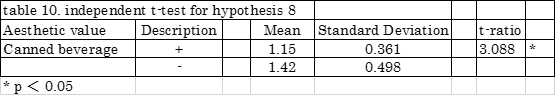 table 10. independent t-test for hypothesis 8
Aesthetic value Description Mean Standard Deviation t-ratio
Canned beverage + 1.15 0.361 3.088 *
- 1.42 0.498
* p < 0.05